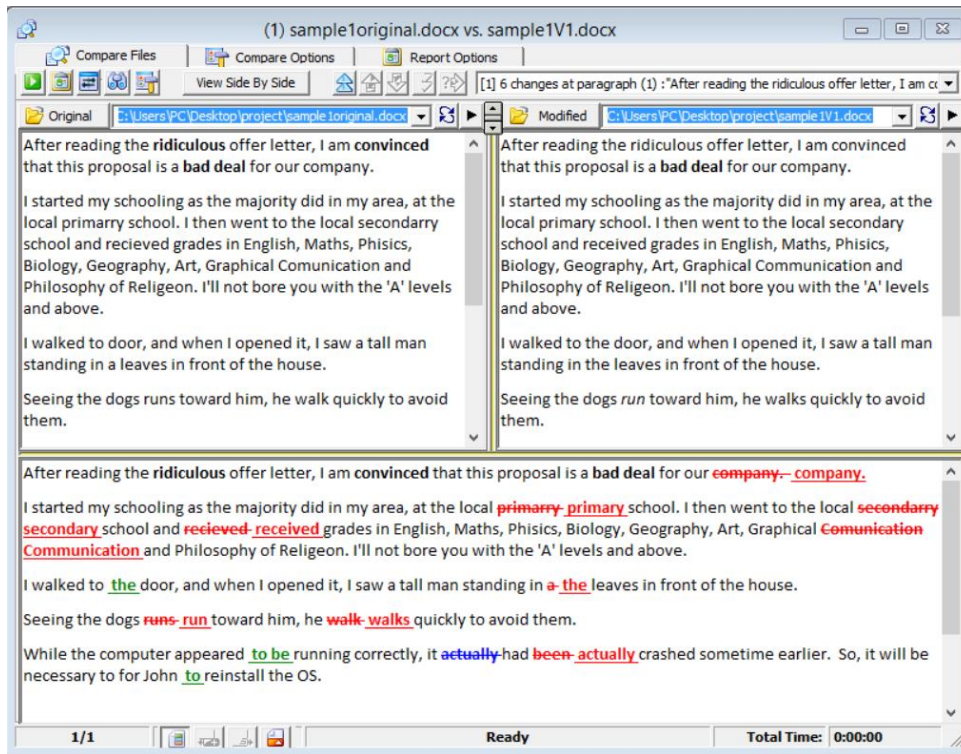 (1) sample1original.docx vs. sample1V1.docx
Compare Files Compare Options Report Options
View Side By Side [1] 6 changes at paragraph (1) :"After reading the ridiculous offer letter, I am cc
Original C:\Users\PC\Desktop\project\sample1original.docx Modified C:\Users\PC\Desktop\project\sample1V1.docx
After reading the ridiculous offer letter, I am convinced
that this proposal is a bad deal for our company.
I started my schooling as the majority did in my area, at the
local primarry school. I then went to the local secondarry
school and recieved grades in English, Maths, Phisics,
Biology, Geography, Art, Graphical Comunication and
Philosophy of Religeon. I'll not bore you with the 'A' levels
and above.
I walked to door, and when I opened it, I saw a tall man
standing in a leaves in front of the house.
Seeing the dogs runs toward him, he walk quickly to avoid
them.
After reading the ridiculous offer letter, I am convinced
that this proposal is a bad deal for our company.
I started my schooling as the majority did in my area, at the
local primary school. I then went to the local secondary
school and received grades in English, Maths, Phisics,
Biology, Geography, Art, Graphical Communication and
Philosophy of Religeon. I'll not bore you with the 'A' levels
and above.
I walked to the door, and when I opened it, I saw a tall man
standing in the leaves in front of the house.
Seeing the dogs run toward him, he walks quickly to avoid
them.
After reading the ridiculous offer letter, I am convinced that this proposal is a bad deal for our company. company.
I started my schooling as the majority did in my area, at the local primarry primary school. I then went to the local secondarry
secondary school and recieved received grades in English, Maths, Phisics, Biology, Geography, Art, Graphical Comunication
Communication and Philosophy of Religeon. I'll not bore you with the 'A' levels and above.
I walked to the door, and when I opened it, I saw a tall man standing in a the leaves in front of the house.
Seeing the dogs runs run toward him, he walk walks quickly to avoid them.
While the computer appeared to be running correctly, it actually had been actually crashed sometime earlier. So, it will be
necessary to for John to reinstall the OS.
1/1 Ready Total Time: 0:00:00